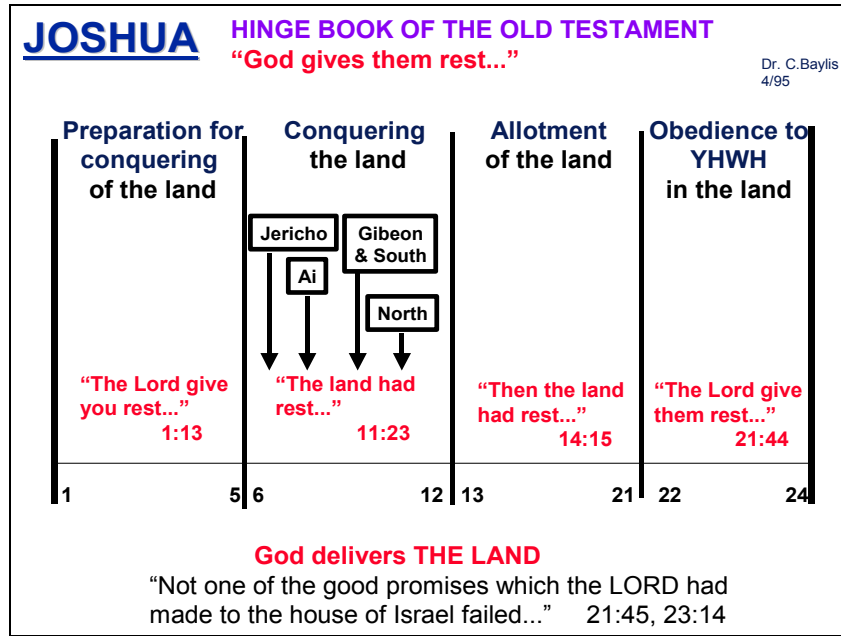 JOSHUA
HINGE BOOK OF THE OLD TESTAMENT
“God gives them rest...”
Dr. C.Baylis
4/95
Preparation for
conquering
of the land
Conquering
the land
Allotment
of the land
Obedience to
YHWH
in the land
Jericho
Ai
Gibeon
& South
North
“The Lord give
you rest...”
1:13
“The land had
rest...”
11:23
“Then the land
had rest...”
14:15
“The Lord give
them rest...”
21:44
1 5 6 12 13 21 22 24
God delivers THE LAND
“Not one of the good promises which the LORD had
made to the house of Israel failed...” 21:45, 23:14